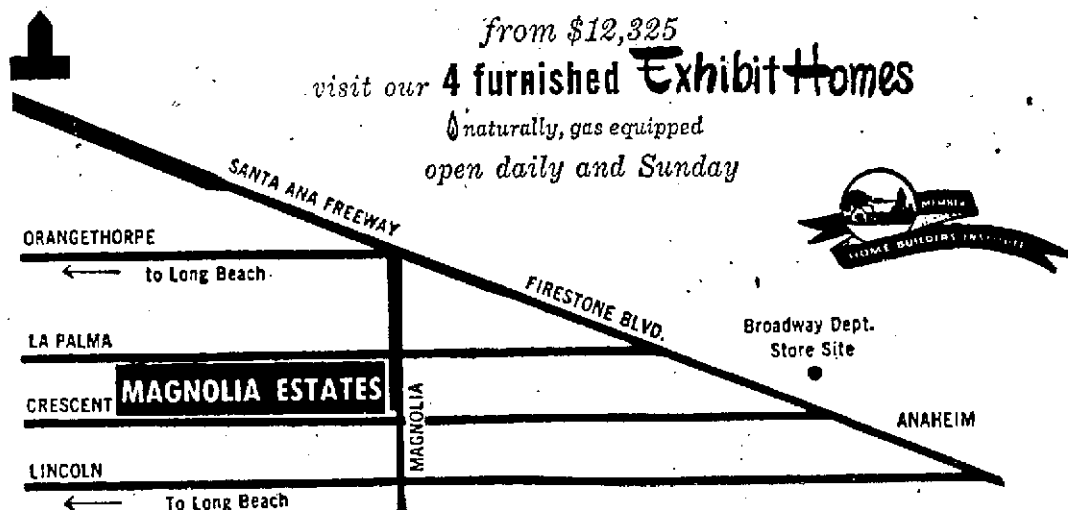 from $12,325
visit our 4 furnished Exhibit Homes
naturally, gas equipped
open daily and Sunday
MEMBER
HOME BUILDERS INSTITUTE
SANTA ANA FREEWAY
ORANGETHORPE
to Long Beach
FIRESTONE BLVD.
Broadway Dept.
Store Site
LA PALMA
MAGNOLIA ESTATES
CRESCENT
MAGNOLIA
ANAHEIM
LINCOLN
To Long Beach